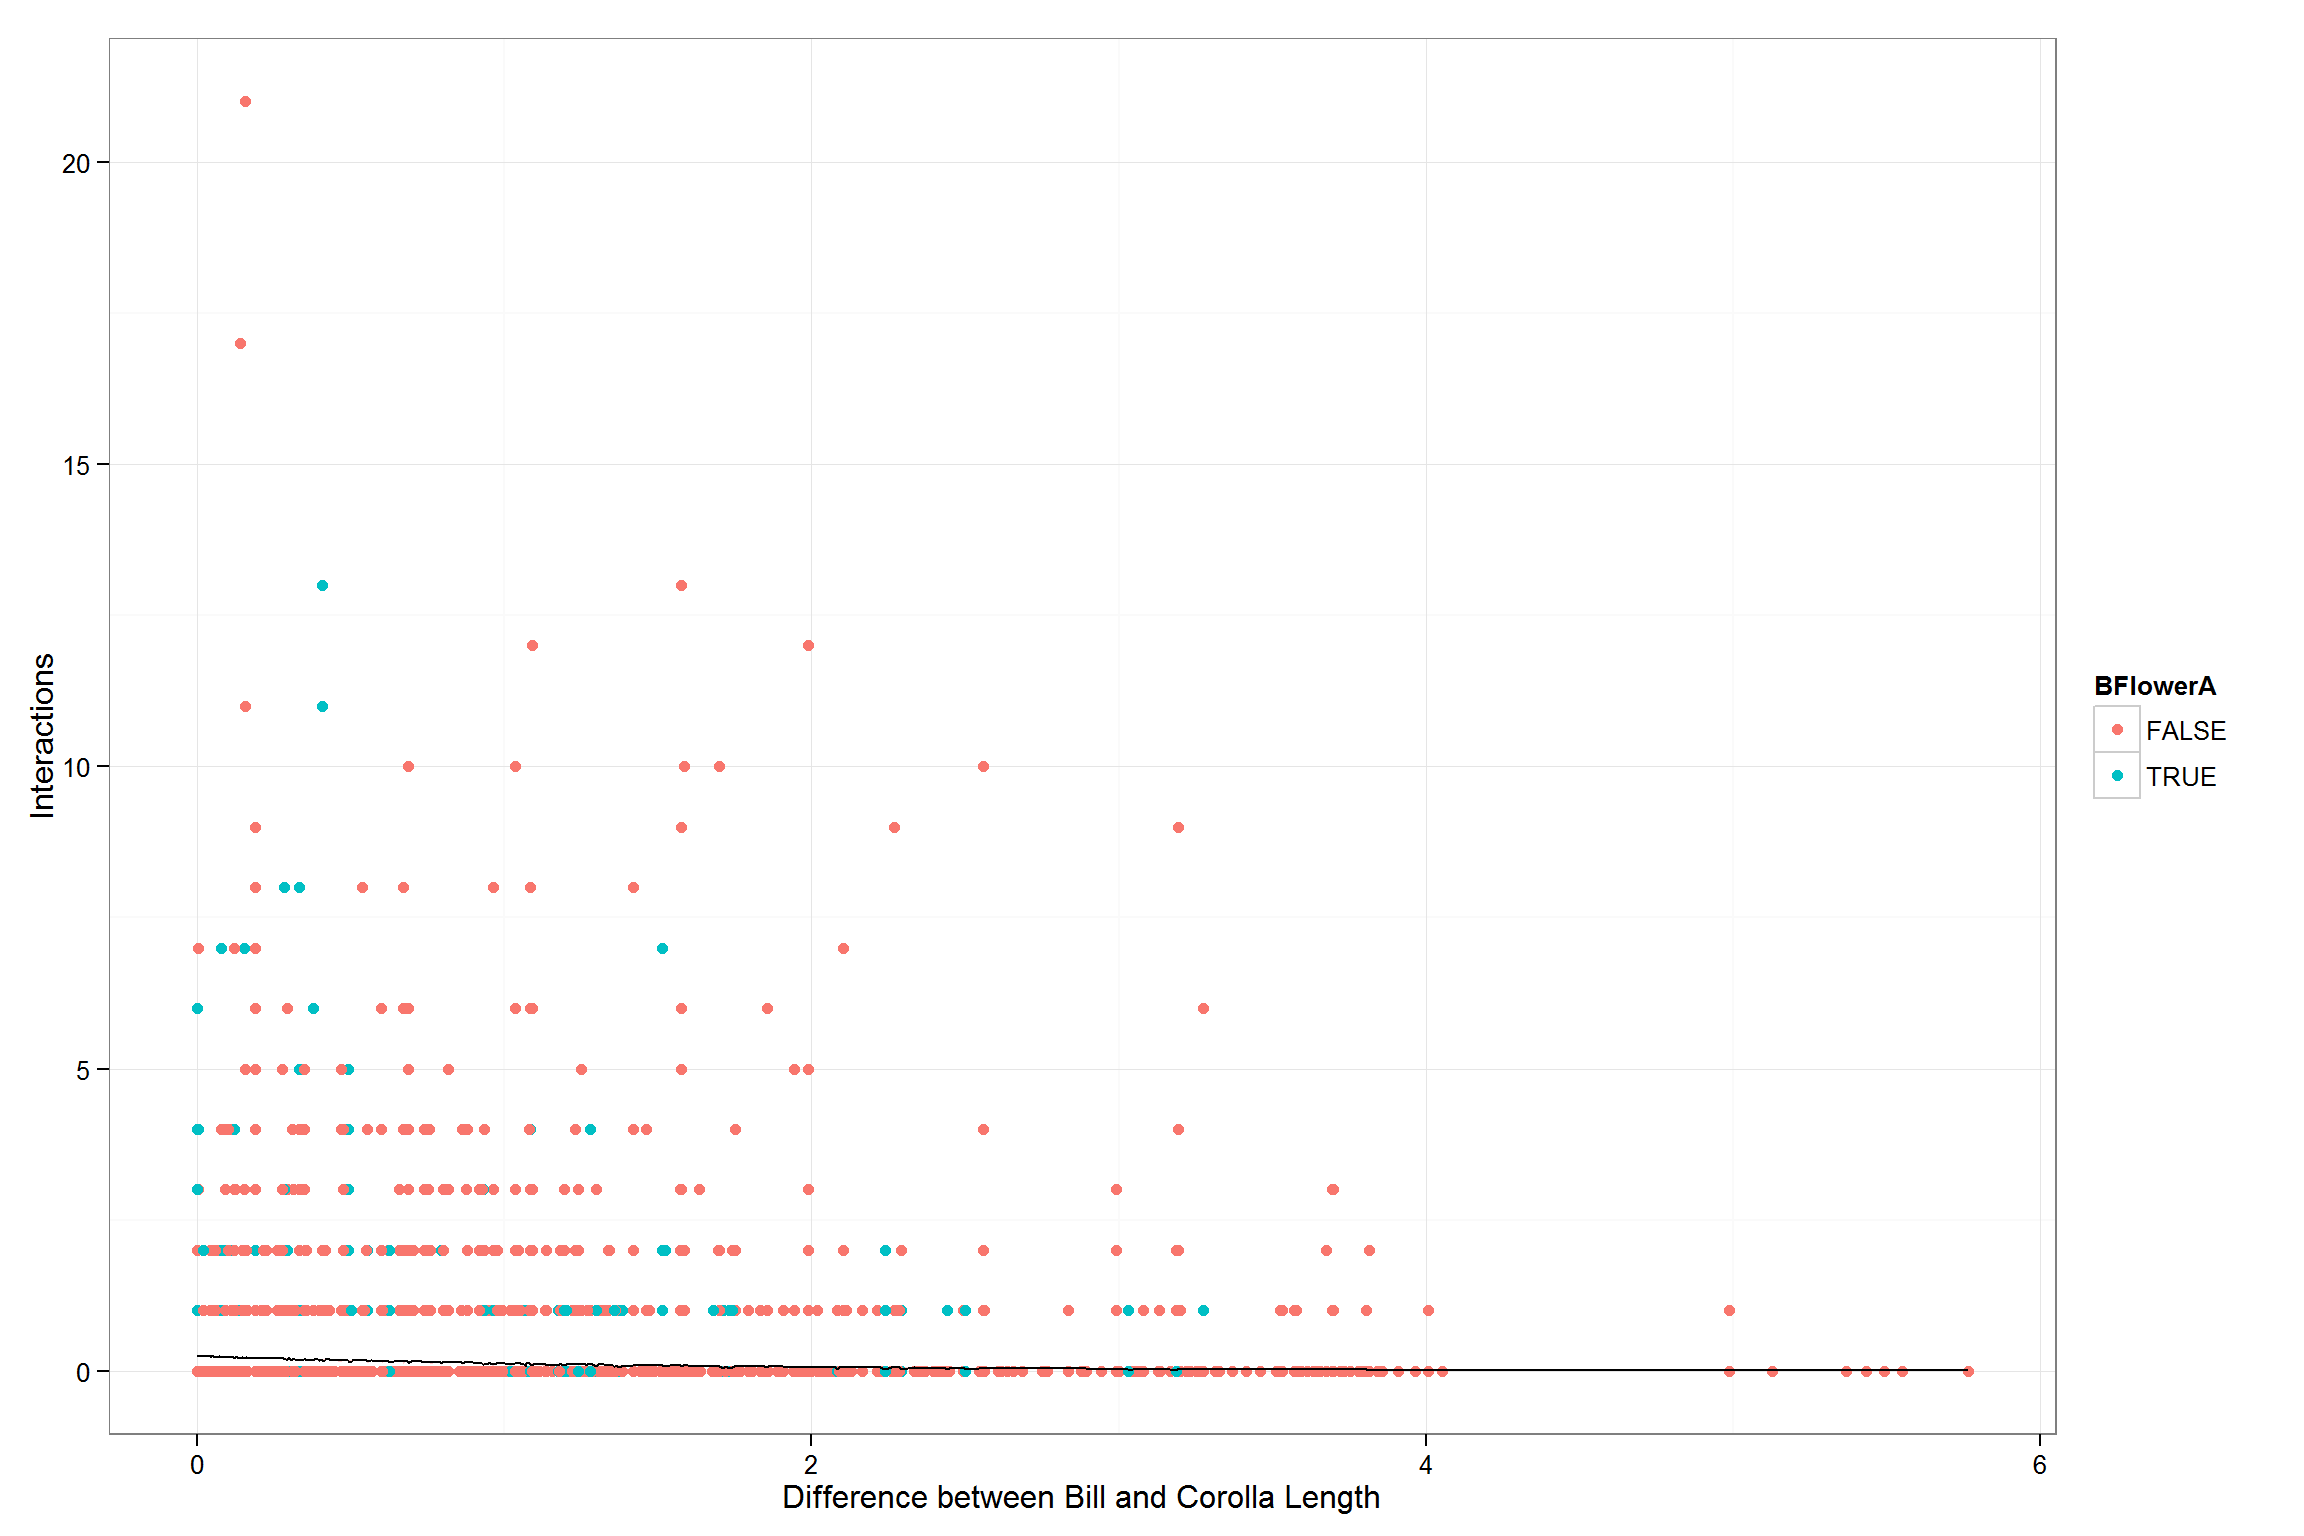 20
15
10
5
0
Interactions
0 2 4 6
Difference between Bill and Corolla Length
BFlowerA
FALSE
TRUE